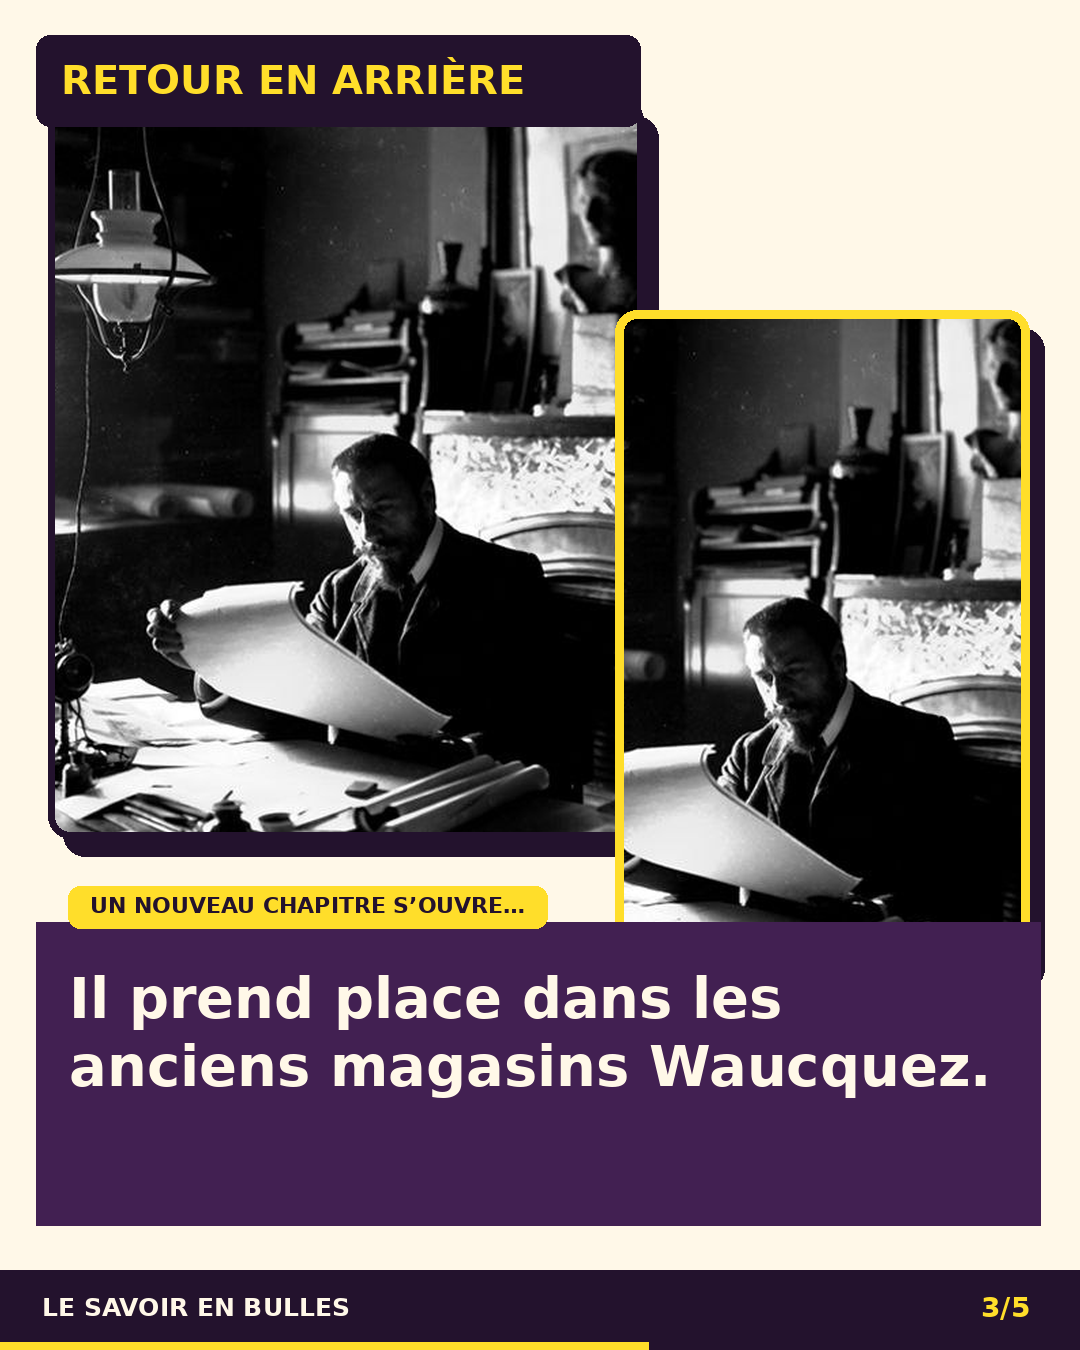 RETOUR EN ARRIÈRE
UN NOUVEAU CHAPITRE S’OUVRE…
Il prend place dans les
anciens magasins Waucquez.
LE SAVOIR EN BULLES
3/5